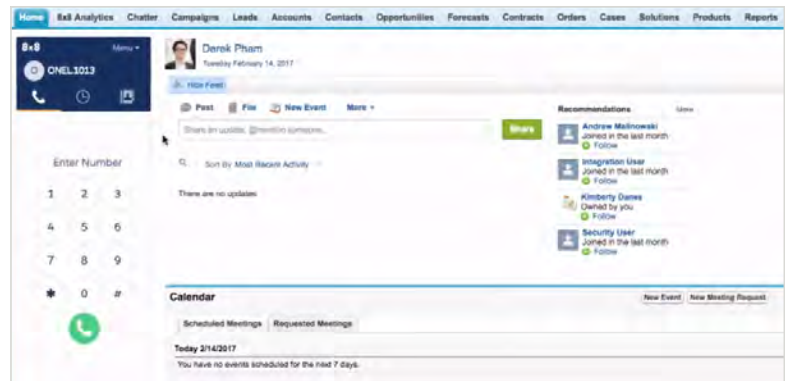 Home 8x8 Analytics Chatter Campaigns Leads Accounts Contacts Opportunities Forecasts Contracts Orders Cases Solutions Products Reports
8x8 Menu
ONEL1013
Enter Number
1 2 3
4 5 6
7 8 9
* 0 #
Derek Pham
Tuesday February 14, 2017
Hide Feed
Post File New Event More
Share an update, @mention someone...
Share
Sort By Most Recent Activity
There are no updates.
Recommendations More
Andrew Malinowski
Joined in the last month
Follow
Integration User
Joined in the last month
Follow
Kimberly Danes
Owned by you
Follow
Security User
Joined in the last month
Follow
Calendar
New Event New Meeting Request
Scheduled Meetings Requested Meetings
Today 2/14/2017
You have no events scheduled for the next 7 days.